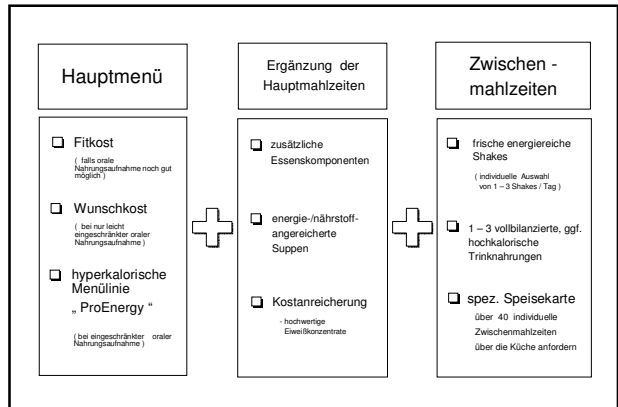 Hauptmenü
❑ Fitkost
( falls orale
Nahrungsaufnahme noch gut
möglich )
❑ Wunschkost
( bei nur leicht
eingeschränkter oraler
Nahrungsaufnahme )
❑ hyperkalorische
Menülinie
„ ProEnergy “
( bei eingeschränkter oraler
Nahrungsaufnahme )
Ergänzung der
Hauptmahlzeiten
❑ zusätzliche
Essenskomponenten
❑ energie-/nährstoff-
angereicherte
Suppen
❑ Kostanreicherung
- hochwertige
Eiweißkonzentrate
Zwischen -
mahlzeiten
❑ frische energiereiche
Shakes
( individuelle Auswahl
von 1 – 3 Shakes / Tag )
❑ 1 – 3 vollbilanzierte, ggf.
hochkalorische
Trinknahrungen
❑ spez. Speisekarte
über 40 individuelle
Zwischenmahlzeiten
über die Küche anfordern